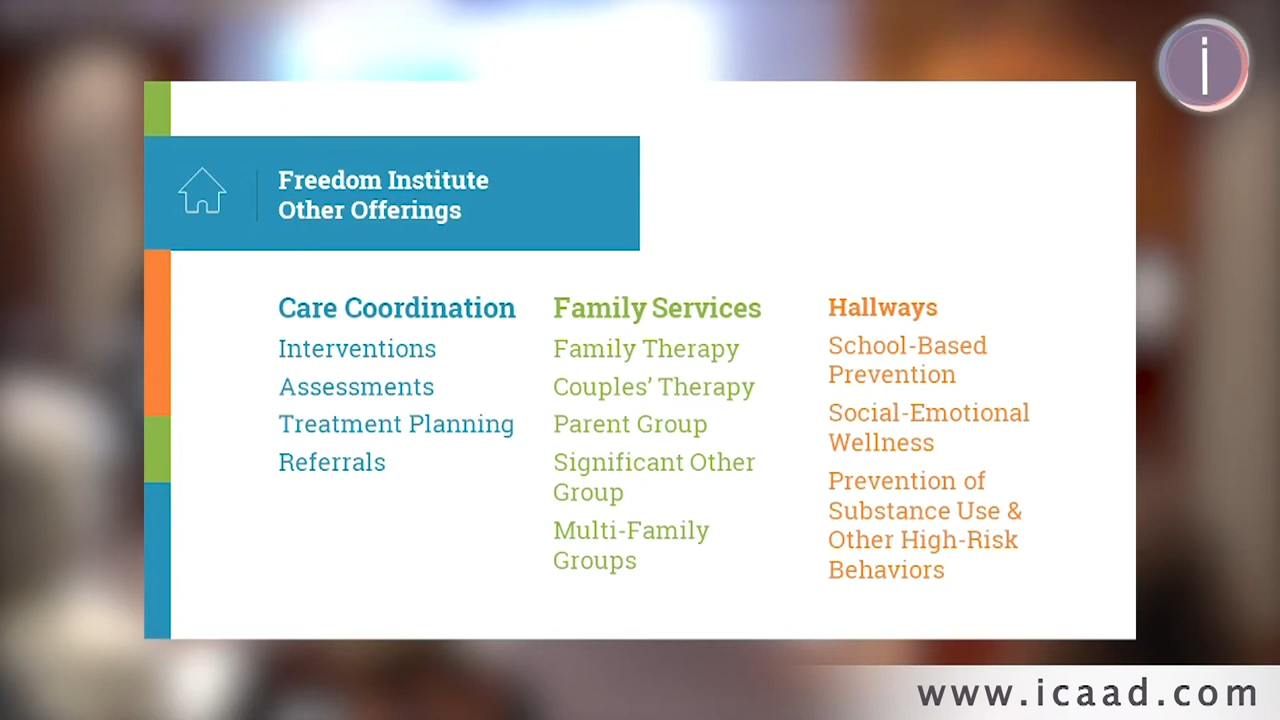 i
Freedom Institute
Other Offerings
Care Coordination
Interventions
Assessments
Treatment Planning
Referrals
Family Services
Family Therapy
Couples’ Therapy
Parent Group
Significant Other
Group
Multi-Family
Groups
Hallways
School-Based
Prevention
Social-Emotional
Wellness
Prevention of
Substance Use &
Other High-Risk
Behaviors
www.icaad.com